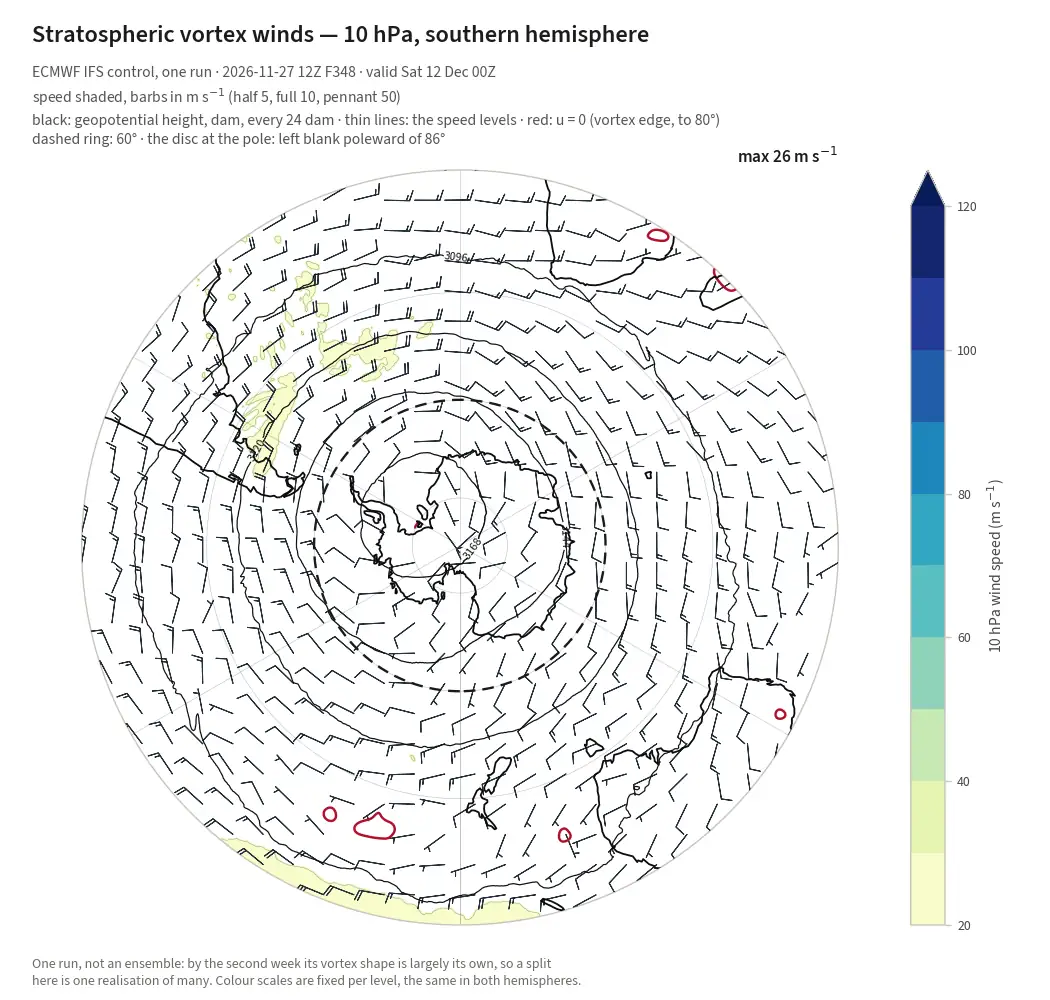 Stratospheric vortex winds — 10 hPa, southern hemisphere
ECMWF IFS control, one run · 2026-11-27 12Z F348 · valid Sat 12 Dec 00Z
speed shaded, barbs in m s⁻¹ (half 5, full 10, pennant 50)
black: geopotential height, dam, every 24 dam · thin lines: the speed levels · red: u = 0 (vortex edge, to 80°)
dashed ring: 60° · the disc at the pole: left blank poleward of 86°
max 26 m s⁻¹
3096
3168
120
100
80
60
40
20
10 hPa wind speed (m s⁻¹)
One run, not an ensemble: by the second week its vortex shape is largely its own, so a split
here is one realisation of many. Colour scales are fixed per level, the same in both hemispheres.